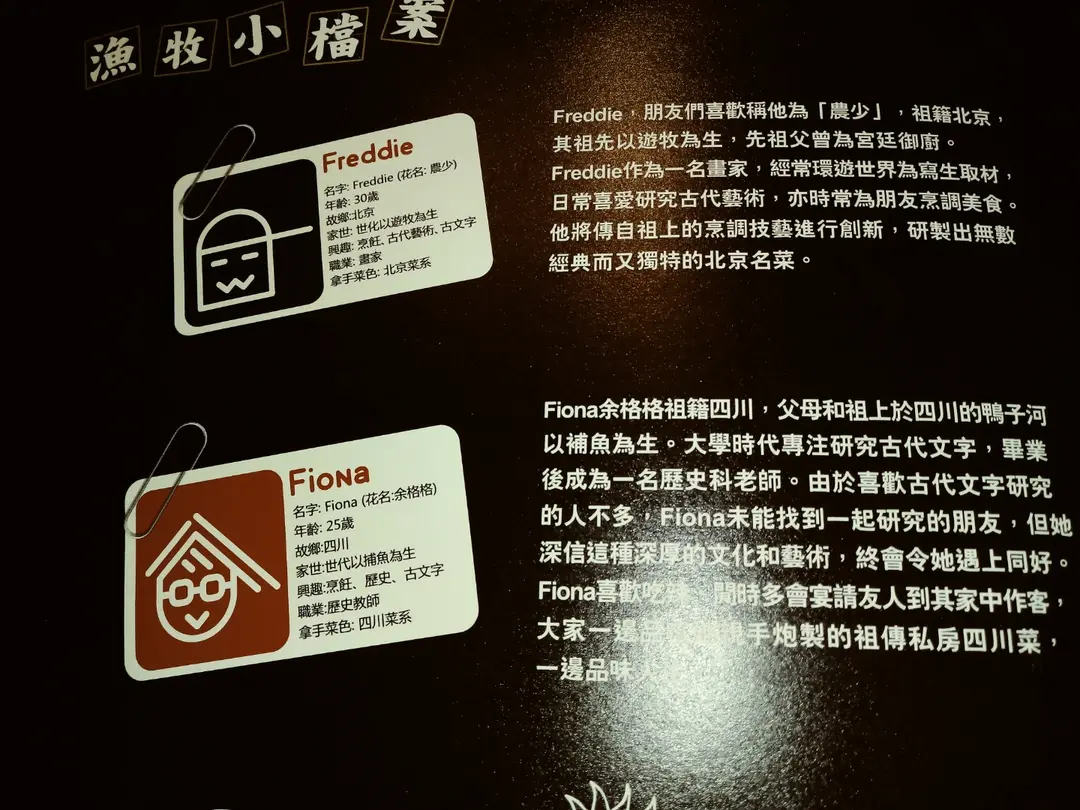 漁牧小檔案
Freddie
名字: Freddie (花名: 農少)
年齡: 30歲
故鄉:北京
家世: 世化以遊牧為生
興趣: 烹飪、古代藝術、古文字
職業: 畫家
拿手菜色: 北京菜系
Freddie，朋友們喜歡稱他為「農少」，祖籍北京，
其祖先以遊牧為生，先祖父曾為宮廷御廚。
Freddie作為一名畫家，經常環遊世界為寫生取材，
日常喜愛研究古代藝術，亦時常為朋友烹調美食。
他將傳自祖上的烹調技藝進行創新，研製出無數
經典而又獨特的北京名菜。
Fiona
名字: Fiona (花名:余格格)
年齡: 25歲
故鄉:四川
家世:世代以捕魚為生
興趣:烹飪、歷史、古文字
職業:歷史教師
拿手菜色: 四川菜系
Fiona余格格祖籍四川，父母和祖上於四川的鴨子河
以補魚為生。大學時代專注研究古代文字，畢業
後成為一名歷史科老師。由於喜歡古代文字研究
的人不多，Fiona未能找到一起研究的朋友，但她
深信這種深厚的文化和藝術，終會令她遇上同好。
Fiona喜歡吃辣，閒時多會宴請友人到其家中作客，
大家一邊品 手炮製的祖傳私房四川菜，
一邊品味